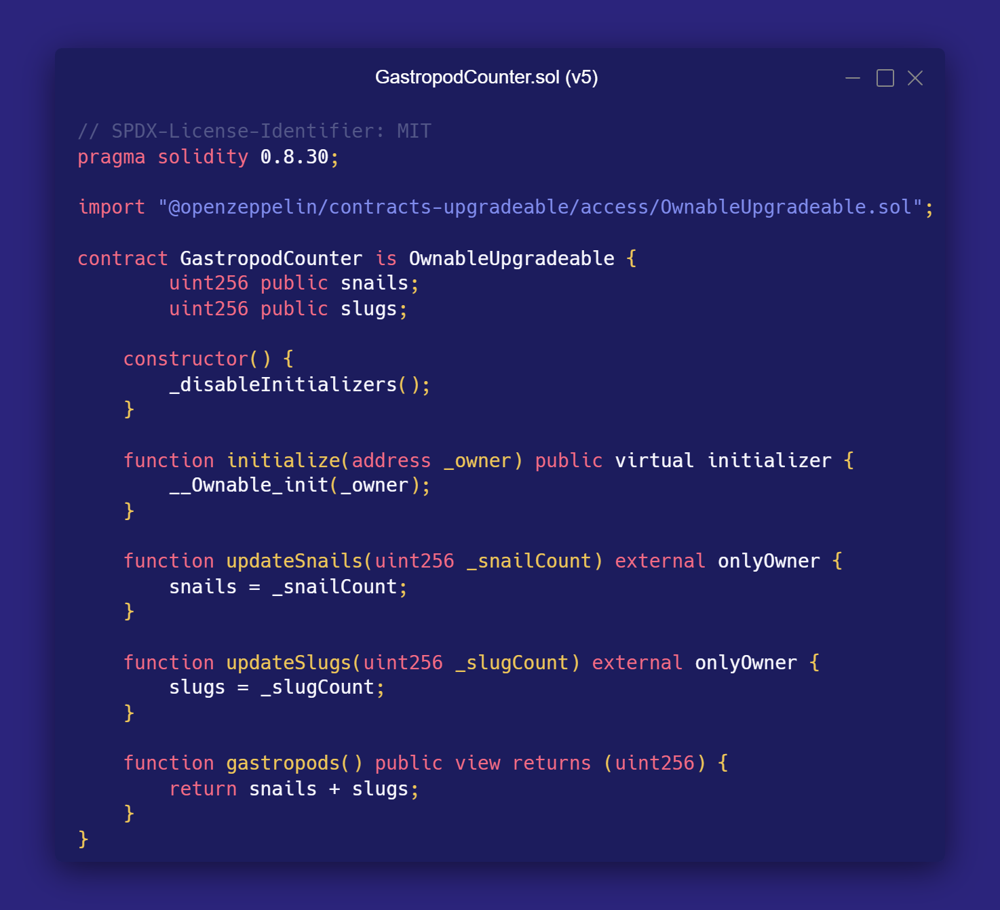 GastropodCounter.sol (v5)
// SPDX-License-Identifier: MIT
pragma solidity 0.8.30;
import "@openzeppelin/contracts-upgradeable/access/OwnableUpgradeable.sol";
contract GastropodCounter is OwnableUpgradeable {
        uint256 public snails;
        uint256 public slugs;
    constructor() {
        _disableInitializers();
    }
    function initialize(address _owner) public virtual initializer {
        __Ownable_init(_owner);
    }
    function updateSnails(uint256 _snailCount) external onlyOwner {
        snails = _snailCount;
    }
    function updateSlugs(uint256 _slugCount) external onlyOwner {
        slugs = _slugCount;
    }
    function gastropods() public view returns (uint256) {
        return snails + slugs;
    }
}